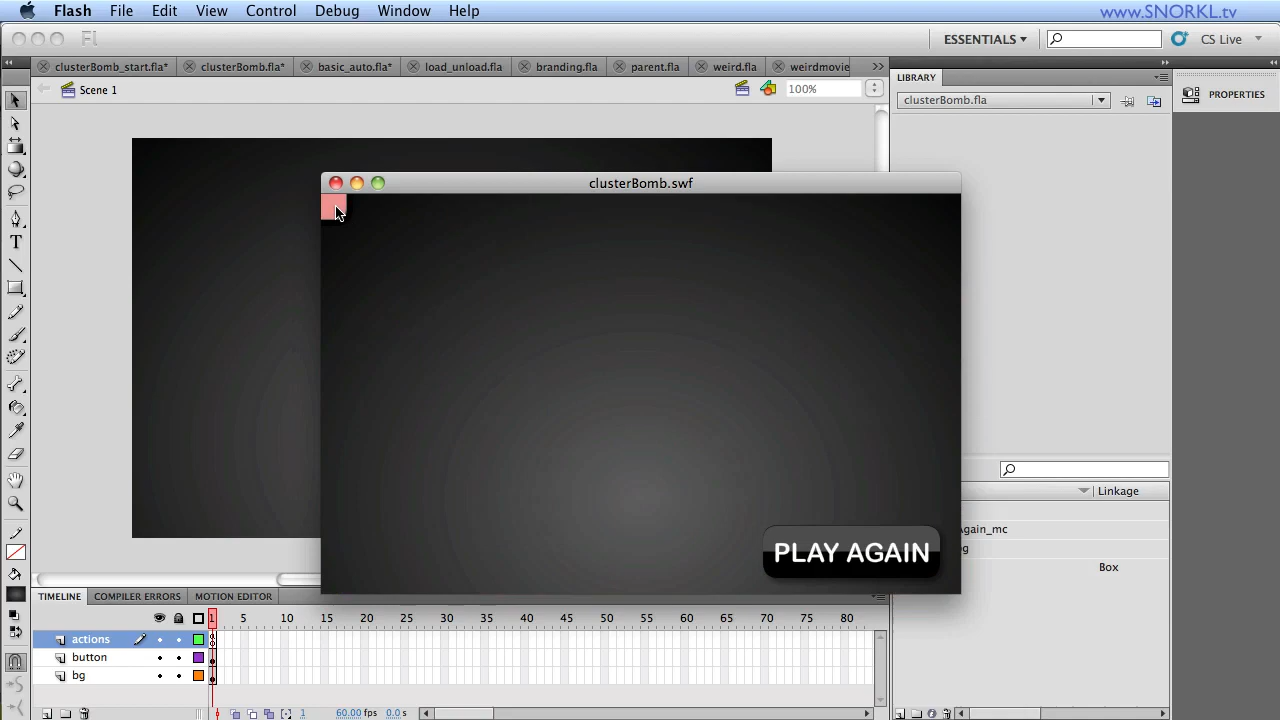 Flash File Edit View Control Debug Window Help www.SNORKL.tv
Fl ESSENTIALS CS Live
clusterBomb_start.fla* clusterBomb.fla* basic_auto.fla* load_unload.fla branding.fla parent.fla weird.fla weirdmovie
LIBRARY
Scene 1 100%
clusterBomb.fla
PROPERTIES
clusterBomb.swf
Linkage
Again_mc
Box
PLAY AGAIN
TIMELINE COMPILER ERRORS MOTION EDITOR
1 5 10 15 20 25 30 35 40 45 50 55 60 65 70 75 80
actions
button
bg
1 60.00 fps 0.0 s